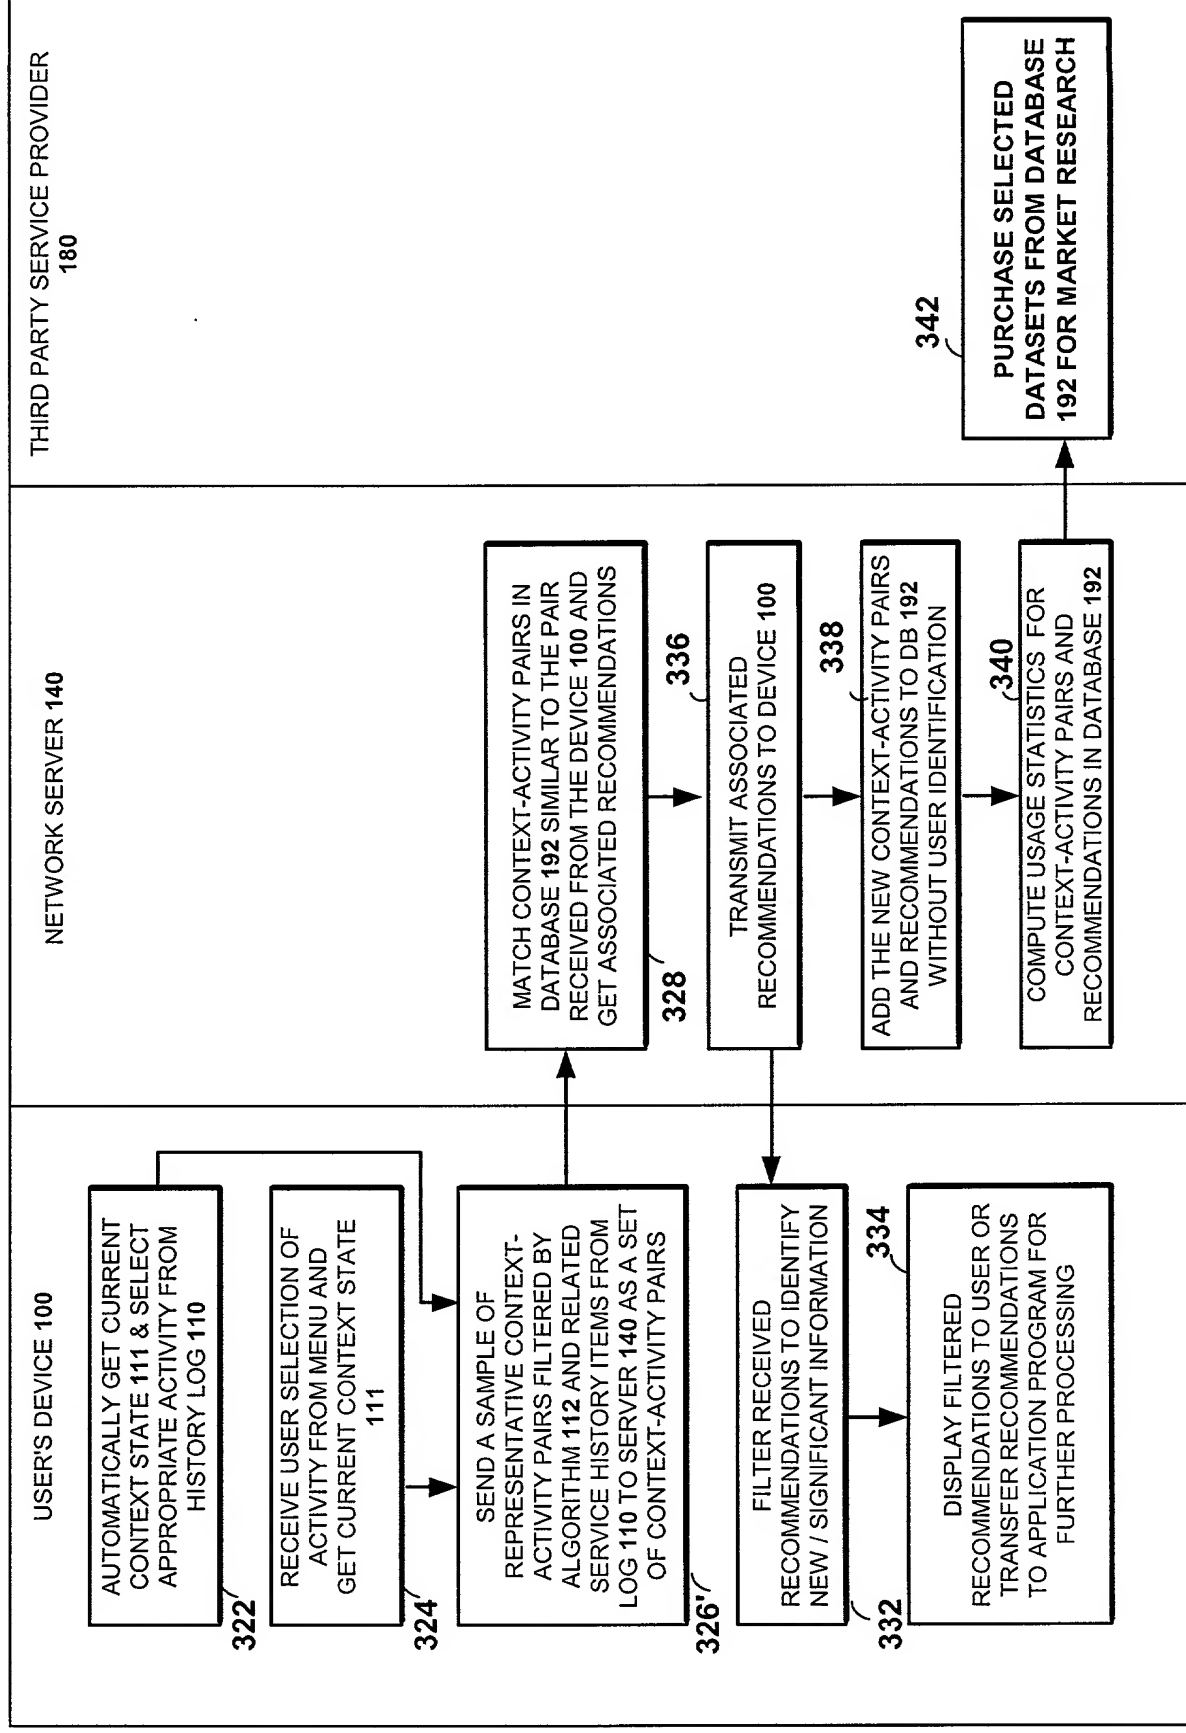 USER'S DEVICE 100
AUTOMATICALLY GET CURRENT
CONTEXT STATE 111 & SELECT
APPROPRIATE ACTIVITY FROM
HISTORY LOG 110
322
RECEIVE USER SELECTION OF
ACTIVITY FROM MENU AND
GET CURRENT CONTEXT STATE
111
324
SEND A SAMPLE OF
REPRESENTATIVE CONTEXT-
ACTIVITY PAIRS FILTERED BY
ALGORITHM 112 AND RELATED
SERVICE HISTORY ITEMS FROM
LOG 110 TO SERVER 140 AS A SET
OF CONTEXT-ACTIVITY PAIRS
326'
FILTER RECEIVED
RECOMMENDATIONS TO IDENTIFY
NEW / SIGNIFICANT INFORMATION
332
334
DISPLAY FILTERED
RECOMMENDATIONS TO USER OR
TRANSFER RECOMMENDATIONS
TO APPLICATION PROGRAM FOR
FURTHER PROCESSING
NETWORK SERVER 140
MATCH CONTEXT-ACTIVITY PAIRS IN
DATABASE 192 SIMILAR TO THE PAIR
RECEIVED FROM THE DEVICE 100 AND
GET ASSOCIATED RECOMMENDATIONS
328
336
TRANSMIT ASSOCIATED
RECOMMENDATIONS TO DEVICE 100
338
ADD THE NEW CONTEXT-ACTIVITY PAIRS
AND RECOMMENDATIONS TO DB 192
WITHOUT USER IDENTIFICATION
340
COMPUTE USAGE STATISTICS FOR
CONTEXT-ACTIVITY PAIRS AND
RECOMMENDATIONS IN DATABASE 192
THIRD PARTY SERVICE PROVIDER
180
342
PURCHASE SELECTED
DATASETS FROM DATABASE
192 FOR MARKET RESEARCH